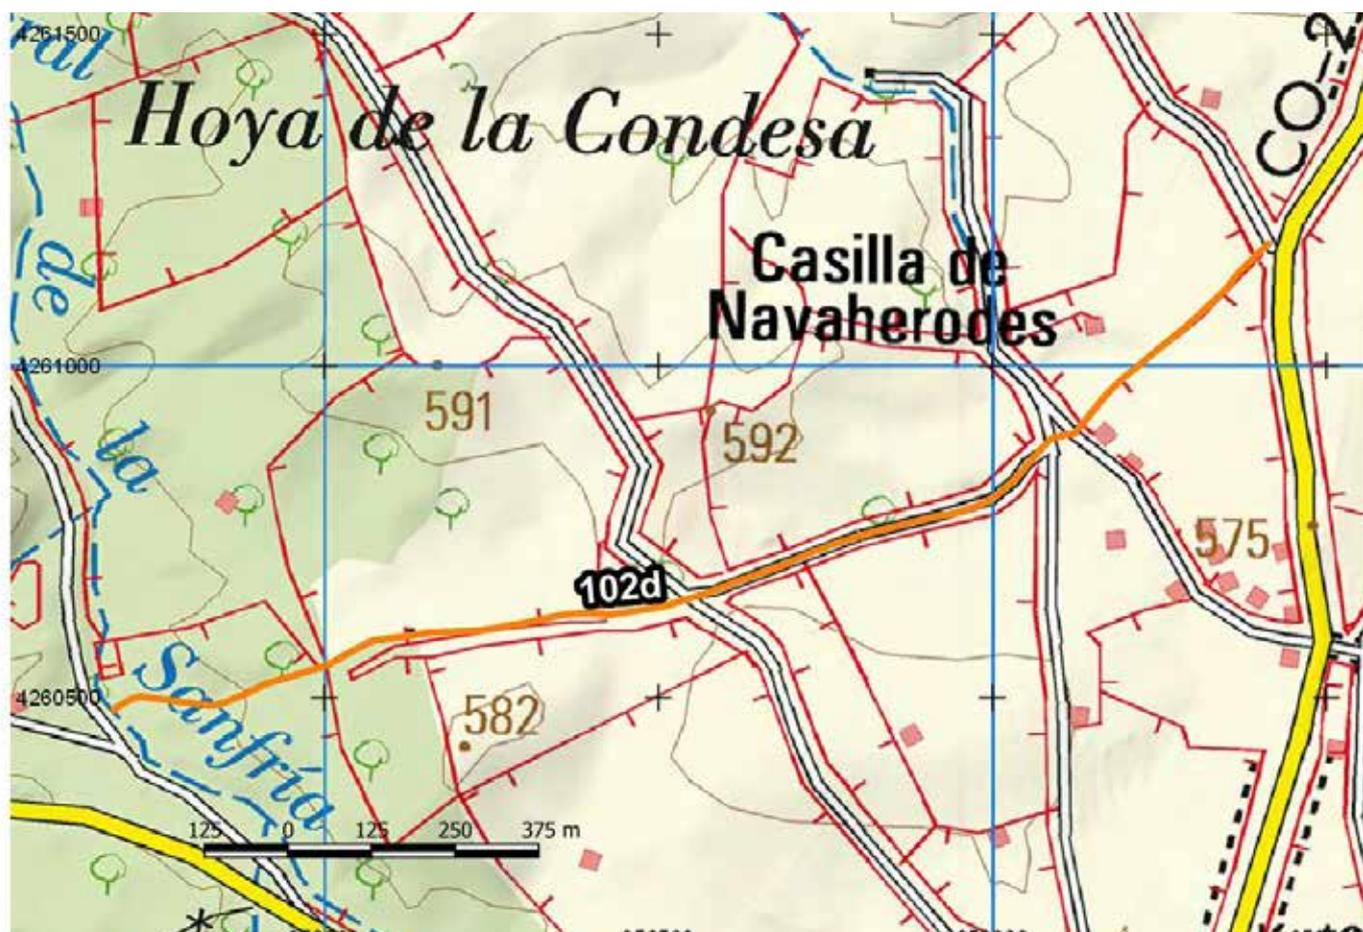 4261500
ral
Hoya de la Condesa
CO-2
de
Casilla de
Navaherodes
4261000
591
592
la
575
102d
4260500
Sanfría
582
125 0 125 250 375 m